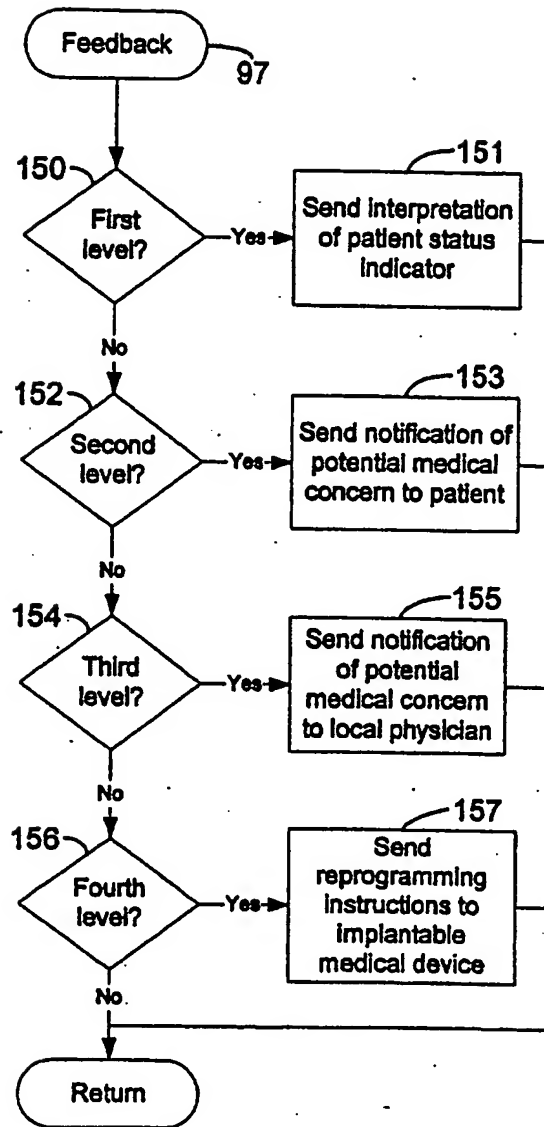 Feedback
97
150
First
level?
Yes
151
Send interpretation
of patient status
indicator
No
152
Second
level?
Yes
153
Send notification of
potential medical
concern to patient
No
154
Third
level?
Yes
155
Send notification
of potential
medical concern
to local physician
No
156
Fourth
level?
Yes
157
Send
reprogramming
instructions to
implantable
medical device
No
Return